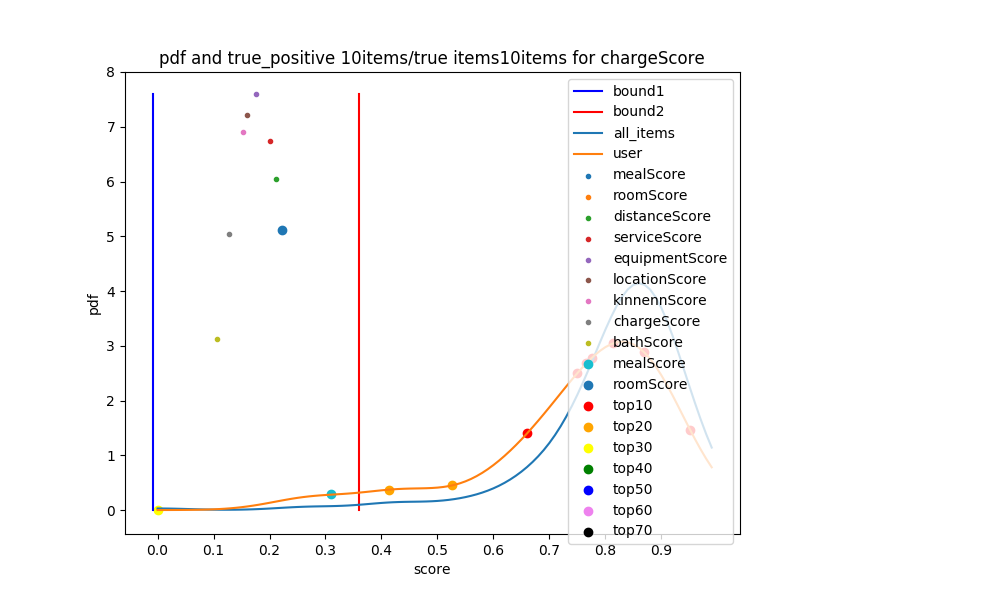 pdf and true_positive 10items/true items10items for chargeScore
8
7
6
5
4
3
2
1
0
pdf
0.0 0.1 0.2 0.3 0.4 0.5 0.6 0.7 0.8 0.9
score
bound1
bound2
all_items
user
mealScore
roomScore
distanceScore
serviceScore
equipmentScore
locationScore
kinnennScore
chargeScore
bathScore
mealScore
roomScore
top10
top20
top30
top40
top50
top60
top70